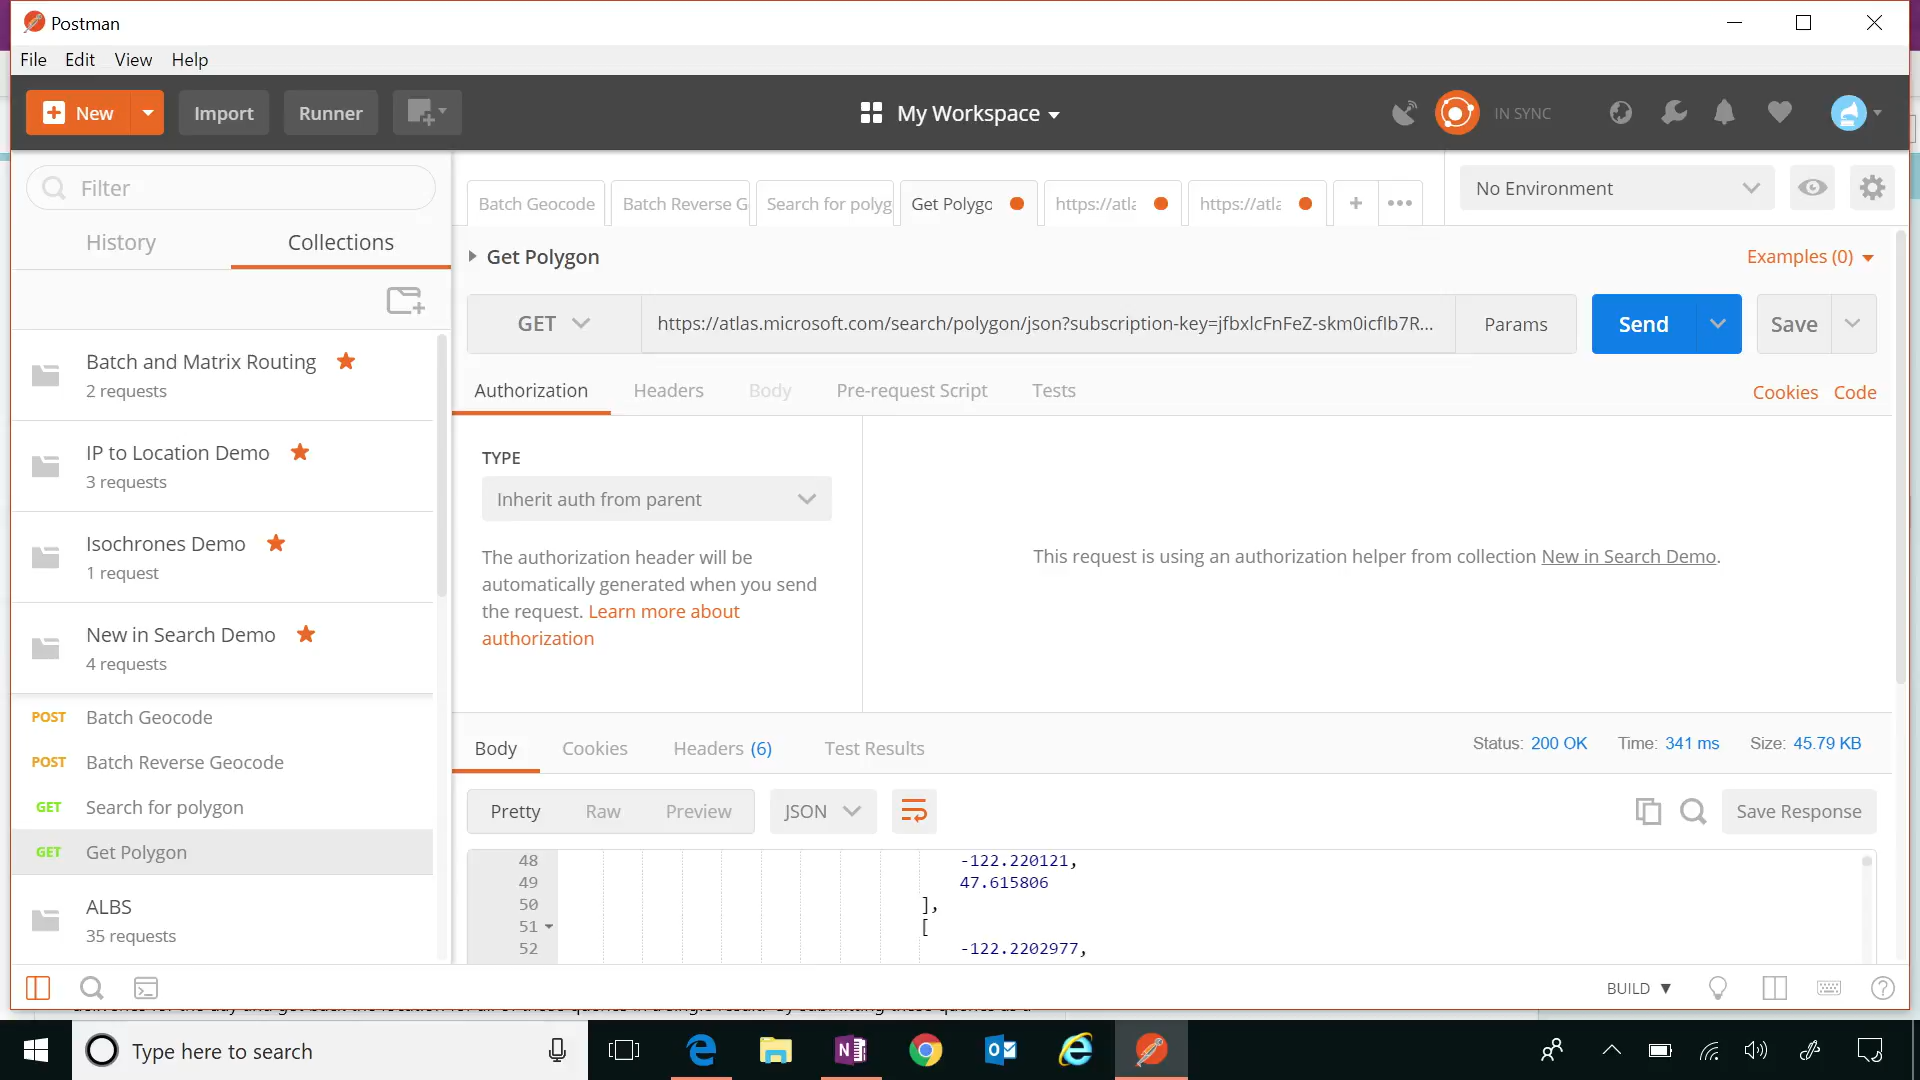 Postman
File Edit View Help
New Import Runner My Workspace IN SYNC
Filter
History Collections
Batch and Matrix Routing
2 requests
IP to Location Demo
3 requests
Isochrones Demo
1 request
New in Search Demo
4 requests
POST Batch Geocode
POST Batch Reverse Geocode
GET Search for polygon
GET Get Polygon
ALBS
35 requests
Batch Geocode Batch Reverse G Search for polyg Get Polygo https://atla https://atla + •••
No Environment
Get Polygon
Examples (0)
GET https://atlas.microsoft.com/search/polygon/json?subscription-key=jfbxlcFnFeZ-skm0icfIb7R... Params Send Save
Authorization Headers Body Pre-request Script Tests Cookies Code
TYPE
Inherit auth from parent
The authorization header will be
automatically generated when you send
the request. Learn more about
authorization
This request is using an authorization helper from collection New in Search Demo.
Body Cookies Headers (6) Test Results Status: 200 OK Time: 341 ms Size: 45.79 KB
Pretty Raw Preview JSON Save Response
48 -122.220121,
49 47.615806
50 ],
51 [
52 -122.2202977,
BUILD
Type here to search